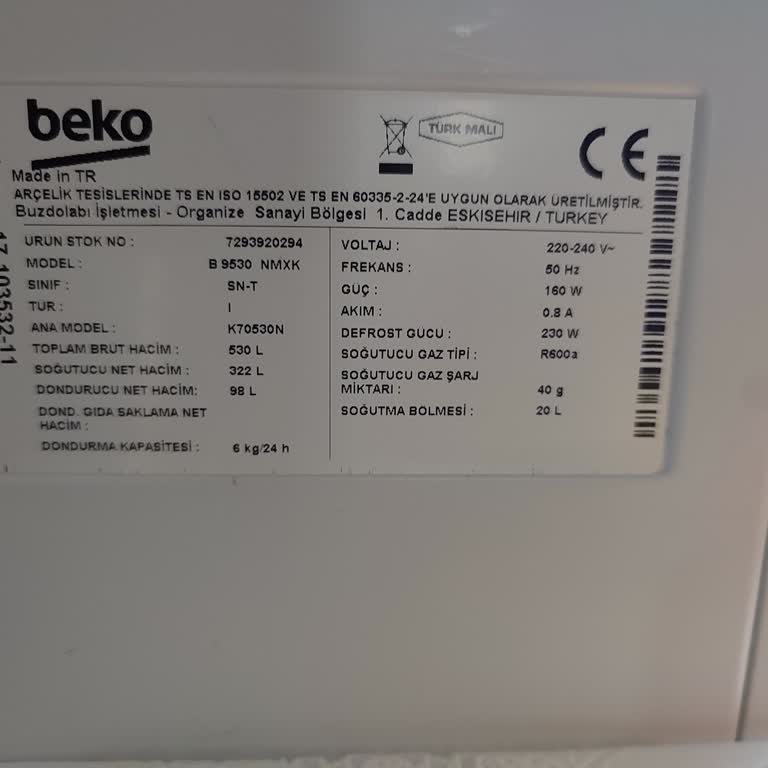 beko
TÜRK MALI
CE
Made in TR
ARÇELİK TESİSLERİNDE TS EN ISO 15502 VE TS EN 60335-2-24'E UYGUN OLARAK ÜRETİLMİŞTİR.
Buzdolabı İşletmesi - Organize Sanayi Bölgesi 1. Cadde ESKISEHIR / TURKEY
ÜRÜN STOK NO : 7293920294
MODEL : B 9530 NMXK
SINIF : SN-T
TÜR : I
ANA MODEL : K70530N
TOPLAM BRÜT HACİM : 530 L
SOĞUTUCU NET HACİM : 322 L
DONDURUCU NET HACİM: 98 L
DOND. GIDA SAKLAMA NET
HACİM :
DONDURMA KAPASİTESİ : 6 kg/24 h
VOLTAJ : 220-240 V~
FREKANS : 50 Hz
GÜÇ : 160 W
AKIM : 0.8 A
DEFROST GÜCÜ : 230 W
SOĞUTUCU GAZ TİPİ : R600a
SOĞUTUCU GAZ ŞARJ
MİKTARI : 40 g
SOĞUTMA BÖLMESİ : 20 L